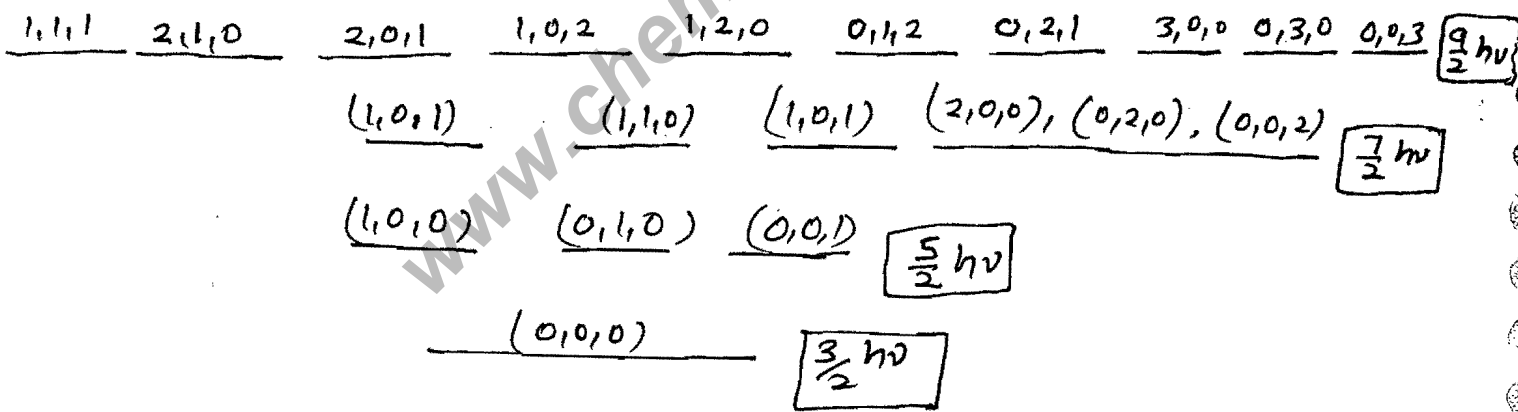 1,1,1 2,1,0 2,0,1 1,0,2 1,2,0 0,1,2 0,2,1 3,0,0 0,3,0 0,0,3 9/2 hν
(1,0,1) (1,1,0) (1,0,1) (2,0,0), (0,2,0), (0,0,2) 7/2 hν
(1,0,0) (0,1,0) (0,0,1) 5/2 hν
(0,0,0) 3/2 hν
www.chem